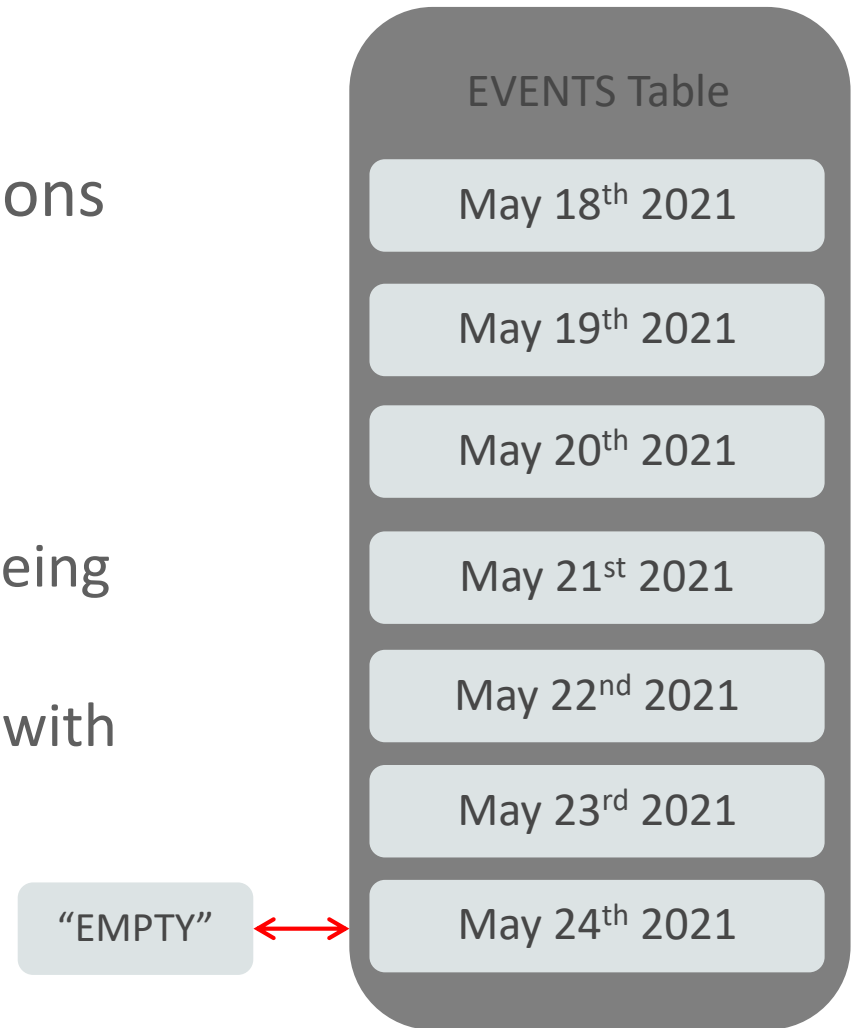 ons
eing
with
EVENTS Table
May 18th 2021
May 19th 2021
May 20th 2021
May 21st 2021
May 22nd 2021
May 23rd 2021
May 24th 2021
“EMPTY”